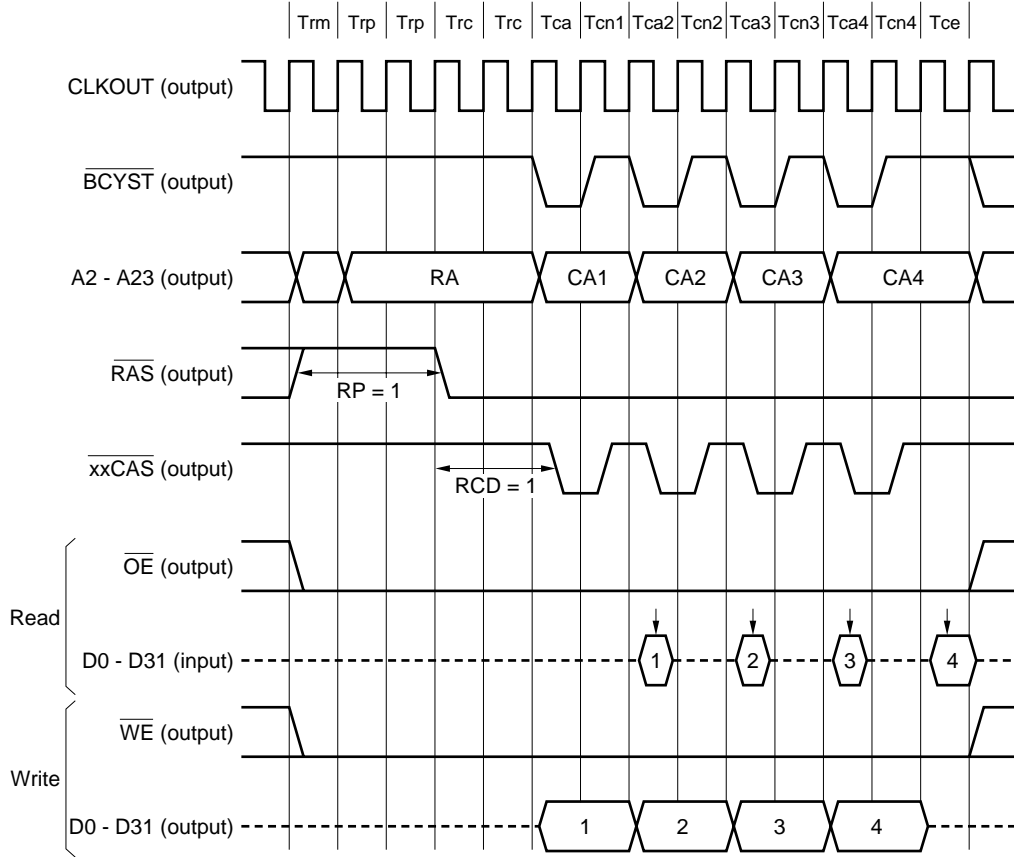 Trm Trp Trp Trc Trc Tca Tcn1 Tca2 Tcn2 Tca3 Tcn3 Tca4 Tcn4 Tce
CLKOUT (output)
BCYST (output)
A2 - A23 (output) RA CA1 CA2 CA3 CA4
RAS (output)
RP = 1
xxCAS (output)
RCD = 1
OE (output)
Read
D0 - D31 (input) 1 2 3 4
WE (output)
Write
D0 - D31 (output) 1 2 3 4